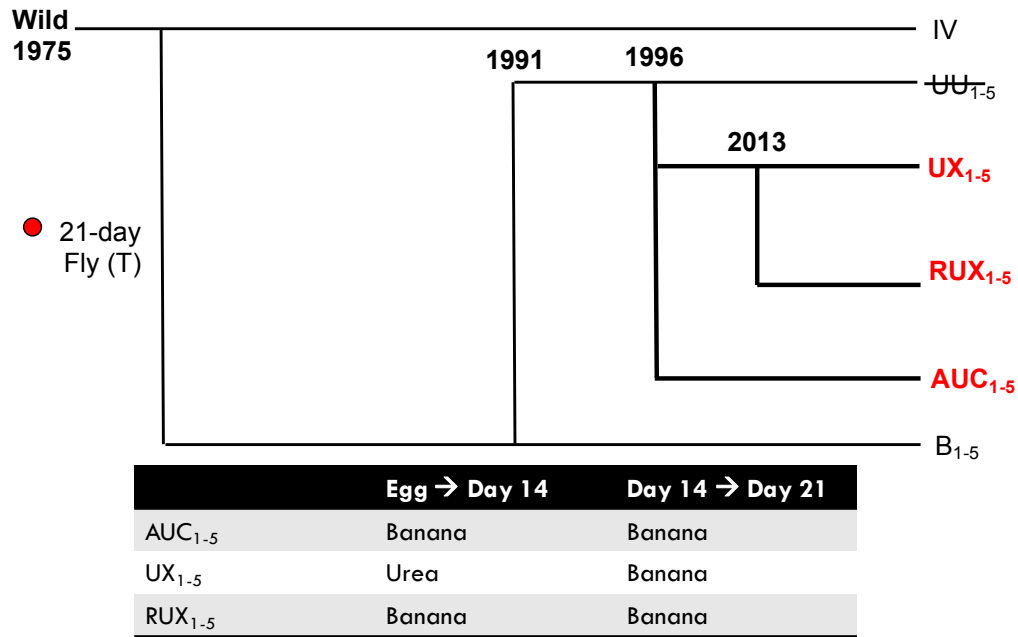 Wild
1975
IV
1991
1996
UU1-5
2013
UX1-5
21-day
Fly (T)
RUX1-5
AUC1-5
B1-5
Egg → Day 14 Day 14 → Day 21
AUC1-5 Banana Banana
UX1-5 Urea Banana
RUX1-5 Banana Banana